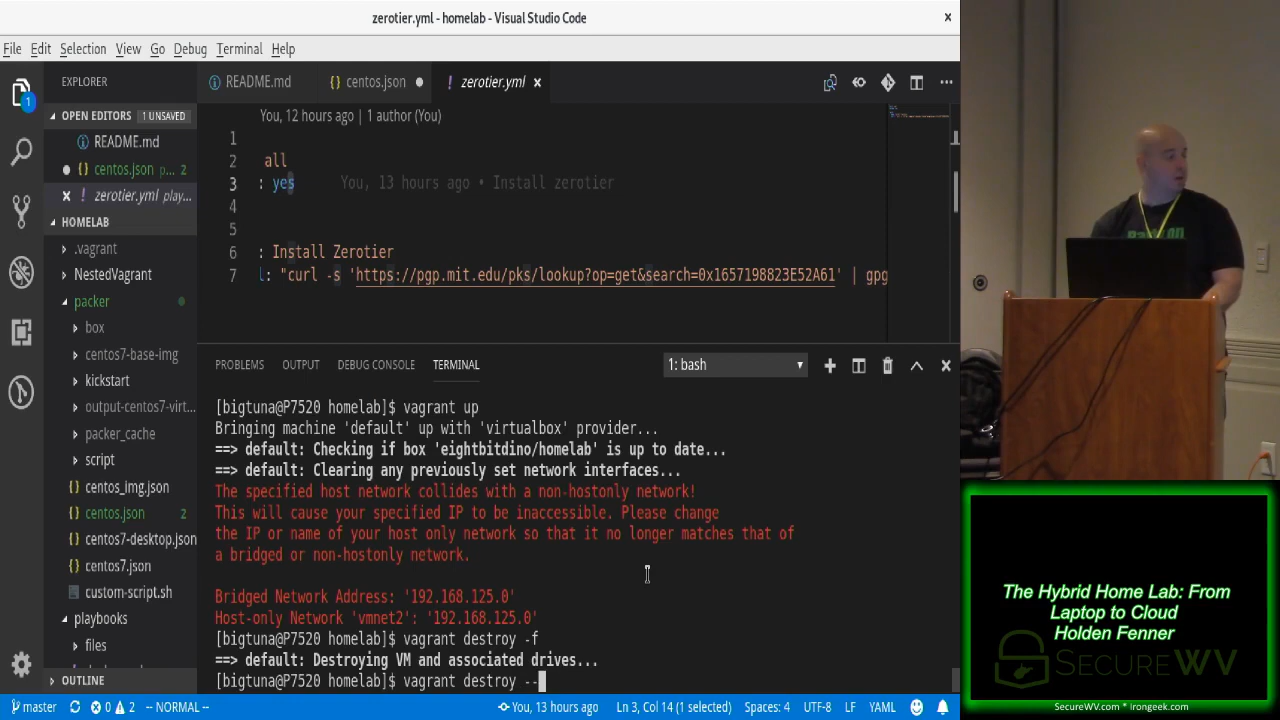 zerotier.yml - homelab - Visual Studio Code
File Edit Selection View Go Debug Terminal Help
EXPLORER
README.md
centos.json
zerotier.yml
OPEN EDITORS 1 UNSAVED
README.md
centos.json p... 2
zerotier.yml play...
HOMELAB
.vagrant
NestedVagrant
packer
box
centos7-base-img
kickstart
output-centos7-virt...
packer_cache
script
centos_img.json
centos.json 2
centos7-desktop.json
centos7.json
custom-script.sh
playbooks
files
OUTLINE
You, 12 hours ago | 1 author (You)
1
2 all
3 : yes You, 13 hours ago • Install zerotier
4
5
6 : Install Zerotier
7 l: "curl -s 'https://pgp.mit.edu/pks/lookup?op=get&search=0x1657198823E52A61' | gpg
PROBLEMS OUTPUT DEBUG CONSOLE TERMINAL 1: bash
[bigtuna@P7520 homelab]$ vagrant up
Bringing machine 'default' up with 'virtualbox' provider...
==> default: Checking if box 'eightbitdino/homelab' is up to date...
==> default: Clearing any previously set network interfaces...
The specified host network collides with a non-hostonly network!
This will cause your specified IP to be inaccessible. Please change
the IP or name of your host only network so that it no longer matches that of
a bridged or non-hostonly network.
Bridged Network Address: '192.168.125.0'
Host-only Network 'vmnet2': '192.168.125.0'
[bigtuna@P7520 homelab]$ vagrant destroy -f
==> default: Destroying VM and associated drives...
[bigtuna@P7520 homelab]$ vagrant destroy --
master 0 2 -- NORMAL -- You, 13 hours ago Ln 3, Col 14 (1 selected) Spaces: 4 UTF-8 LF YAML
1
The Hybrid Home Lab: From
Laptop to Cloud
Holden Fenner
SECUREWV
SecureWV.com * Irongeek.com